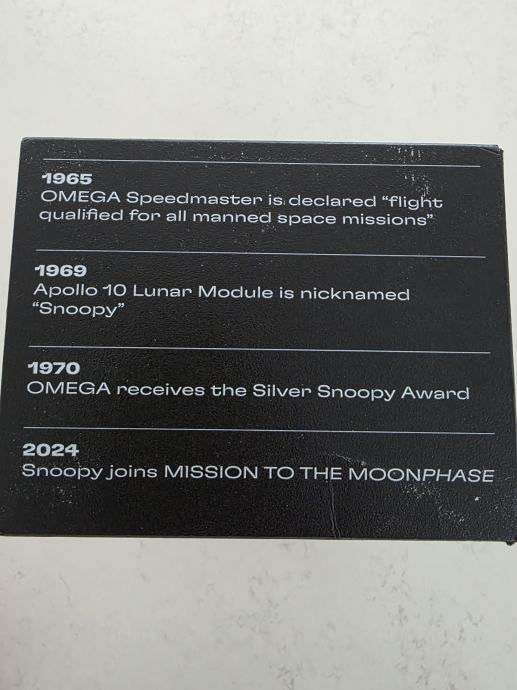 1965
OMEGA Speedmaster is declared “flight
qualified for all manned space missions”
1969
Apollo 10 Lunar Module is nicknamed
“Snoopy”
1970
OMEGA receives the Silver Snoopy Award
2024
Snoopy joins MISSION TO THE MOONPHASE